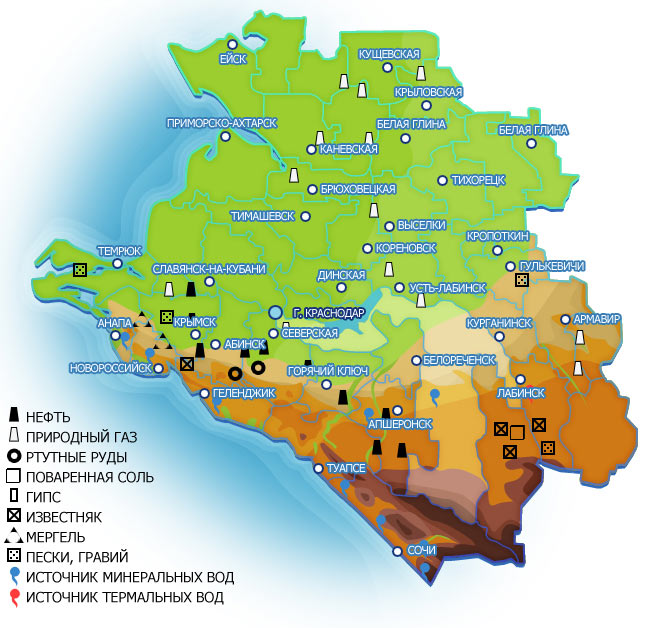 ЕЙСК
КУЩЕВСКАЯ
КРЫЛОВСКАЯ
ПРИМОРСКО-АХТАРСК
БЕЛАЯ ГЛИНА
БЕЛАЯ ГЛИНА
КАНЕВСКАЯ
БРЮХОВЕЦКАЯ
ТИХОРЕЦК
ТИМАШЕВСК
ВЫСЕЛКИ
КОРЕНОВСК
КРОПОТКИН
ТЕМРЮК
СЛАВЯНСК-НА-КУБАНИ
ДИНСКАЯ
ГУЛЬКЕВИЧИ
УСТЬ-ЛАБИНСК
Г. КРАСНОДАР
АНАПА
КРЫМСК
СЕВЕРСКАЯ
КУРГАНИНСК
АРМАВИР
АБИНСК
НОВОРОССИЙСК
ГОРЯЧИЙ КЛЮЧ
БЕЛОРЕЧЕНСК
ГЕЛЕНДЖИК
ЛАБИНСК
АПШЕРОНСК
ТУАПСЕ
СОЧИ
НЕФТЬ
ПРИРОДНЫЙ ГАЗ
РТУТНЫЕ РУДЫ
ПОВАРЕННАЯ СОЛЬ
ГИПС
ИЗВЕСТНЯК
МЕРГЕЛЬ
ПЕСКИ, ГРАВИЙ
ИСТОЧНИК МИНЕРАЛЬНЫХ ВОД
ИСТОЧНИК ТЕРМАЛЬНЫХ ВОД